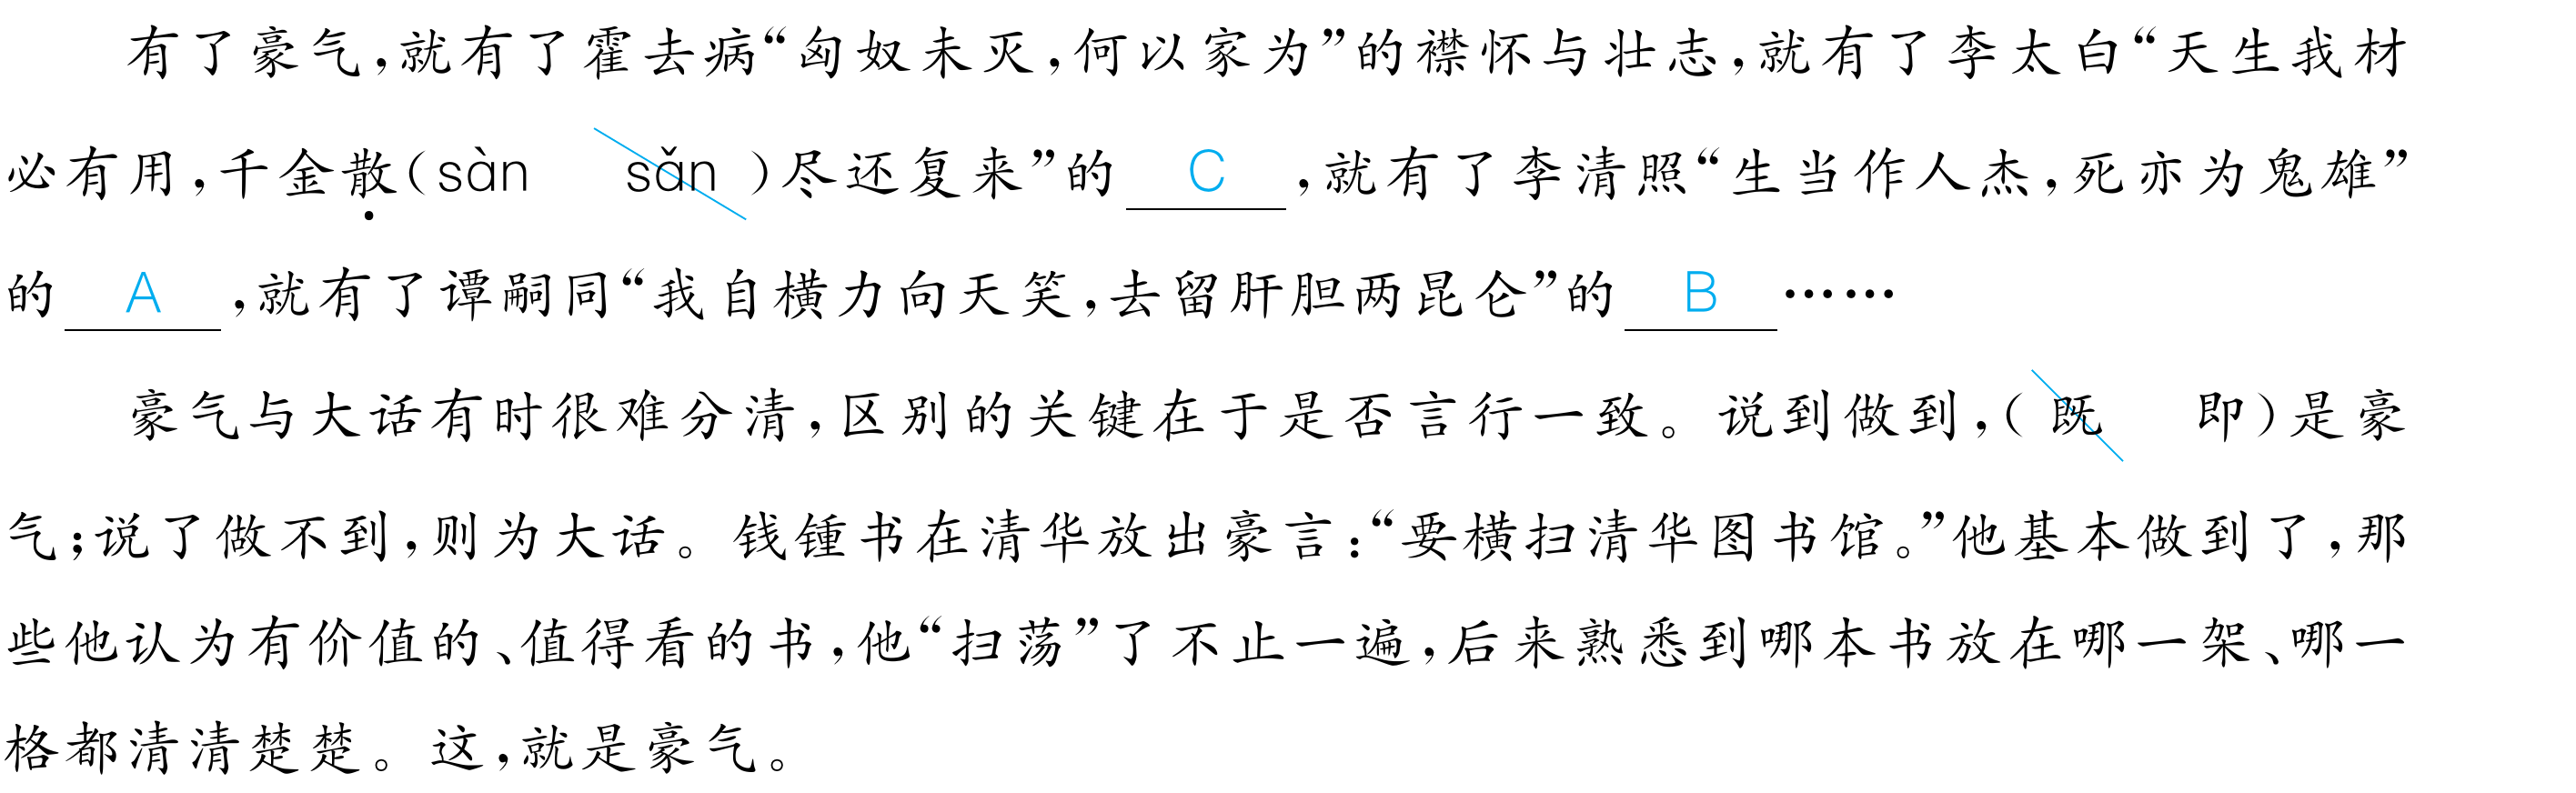 有了豪气,就有了霍去病“匈奴未灭,何以家为”的襟怀与壮志,就有了李太白“天生我材
必有用,千金散(sàn sǎn )尽还复来”的 C ,就有了李清照“生当作人杰,死亦为鬼雄”
的 A ,就有了谭嗣同“我自横刀向天笑,去留肝胆两昆仑”的 B ……
豪气与大话有时很难分清,区别的关键在于是否言行一致。说到做到,( 既 即)是豪
气;说了做不到,则为大话。钱锺书在清华放出豪言:“要横扫清华图书馆。”他基本做到了,那
些他认为有价值的、值得看的书,他“扫荡”了不止一遍,后来熟悉到哪本书放在哪一架、哪一
格都清清楚楚。这,就是豪气。